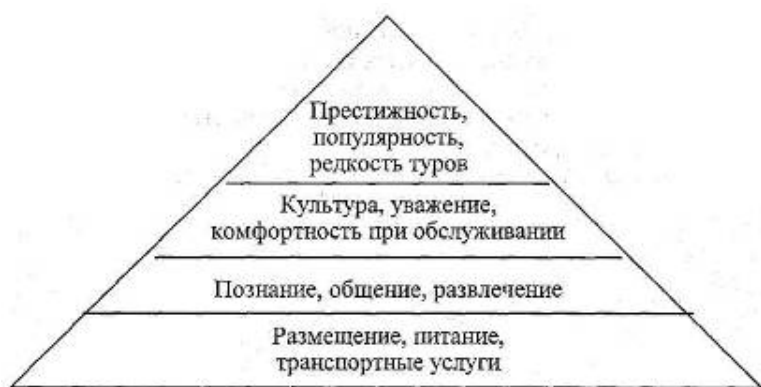 Престижность,
популярность,
редкость туров
Культура, уважение,
комфортность при обслуживании
Познание, общение, развлечение
Размещение, питание,
транспортные услуги